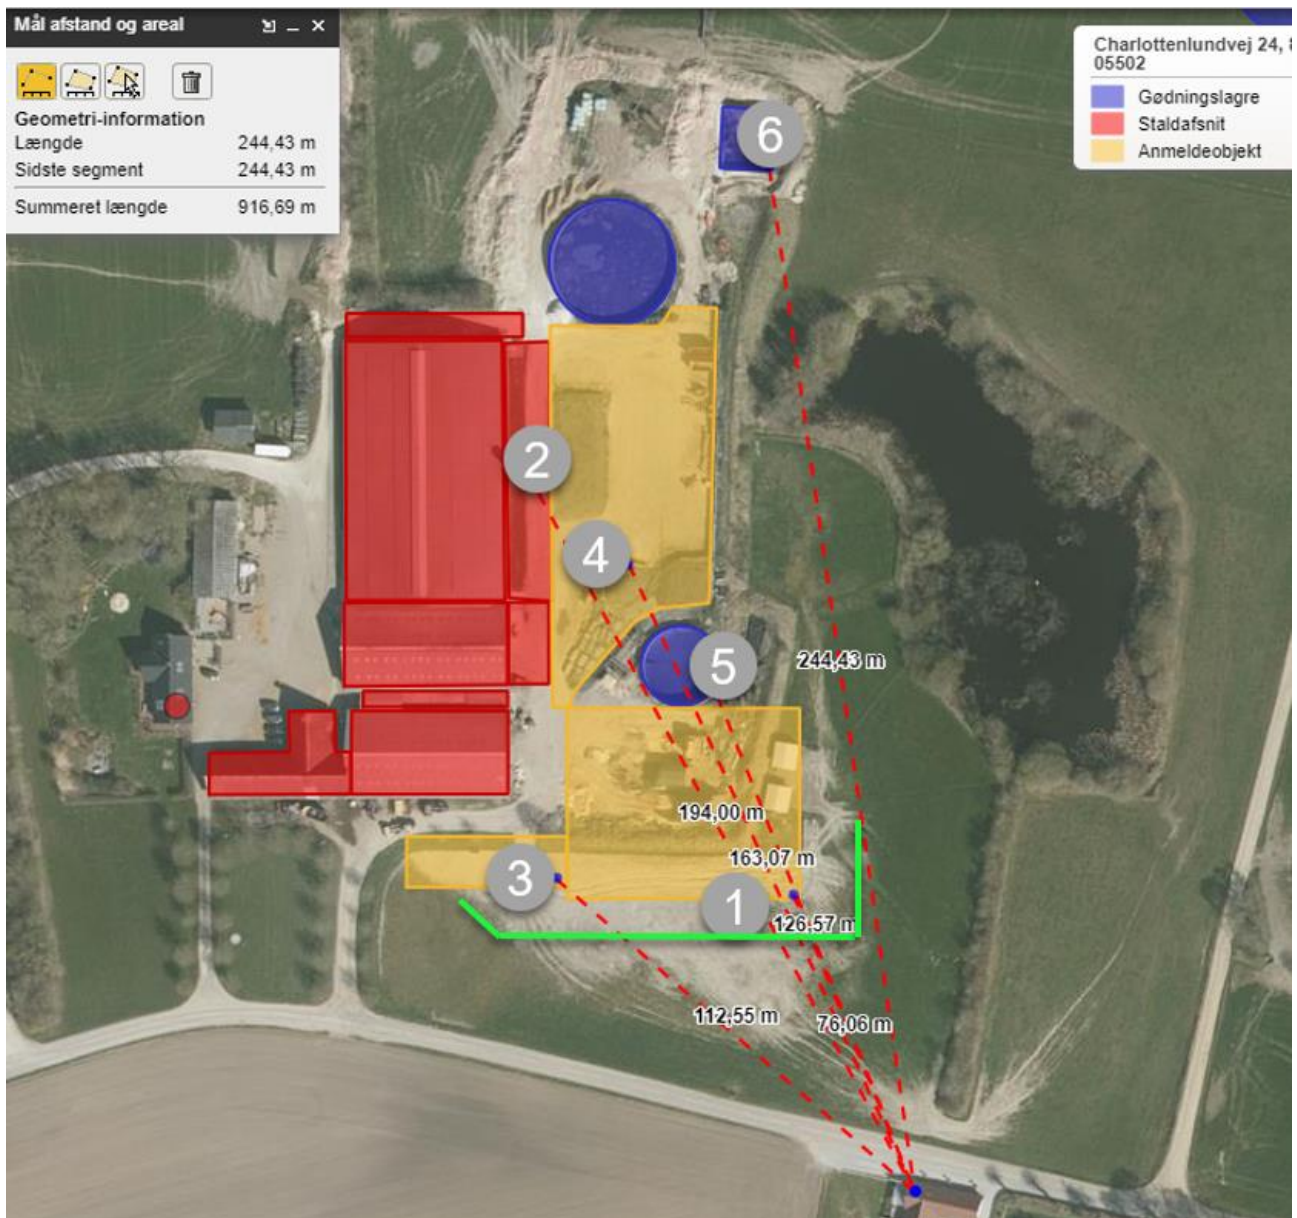 Mål afstand og areal
Geometri-information
Længde 244,43 m
Sidste segment 244,43 m
Summeret længde 916,69 m
Charlottenlundvej 24, 8
05502
Gødningslagre
Staldafsnit
Anmeldeobjekt
6
2
4
5
244,43 m
194,00 m
163,07 m
3
1
126,57 m
112,55 m
76,06 m